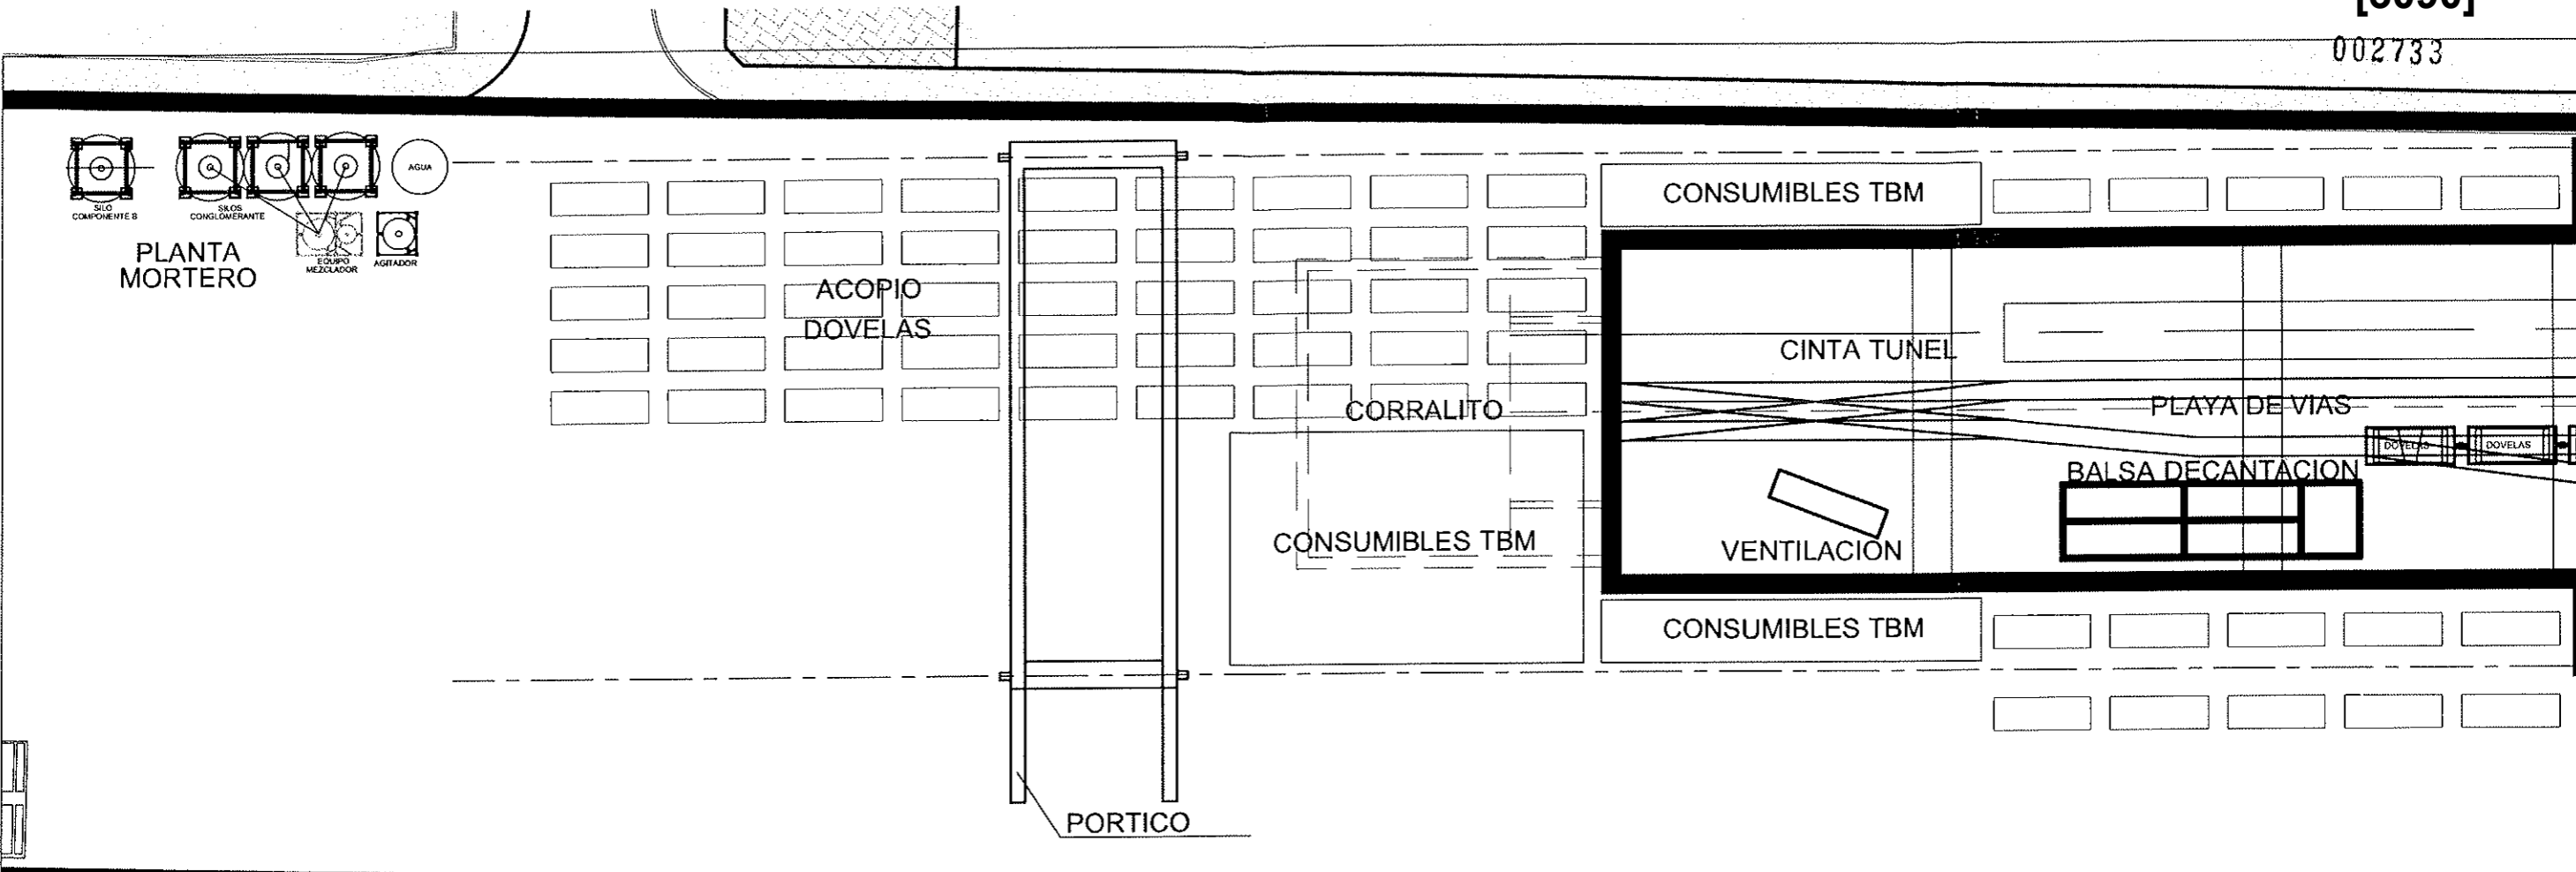 002733
AGUA
SILO
COMPONENTE B
SILOS
CONGLOMERANTE
EQUIPO
MEZCLADOR
AGITADOR
PLANTA
MORTERO
ACOPIO
DOVELAS
CORRALITO
CONSUMIBLES TBM
PORTICO
CONSUMIBLES TBM
CINTA TUNEL
PLAYA DE VIAS
DOVELAS
DOVELAS
BALSA DECANTACION
VENTILACION
CONSUMIBLES TBM